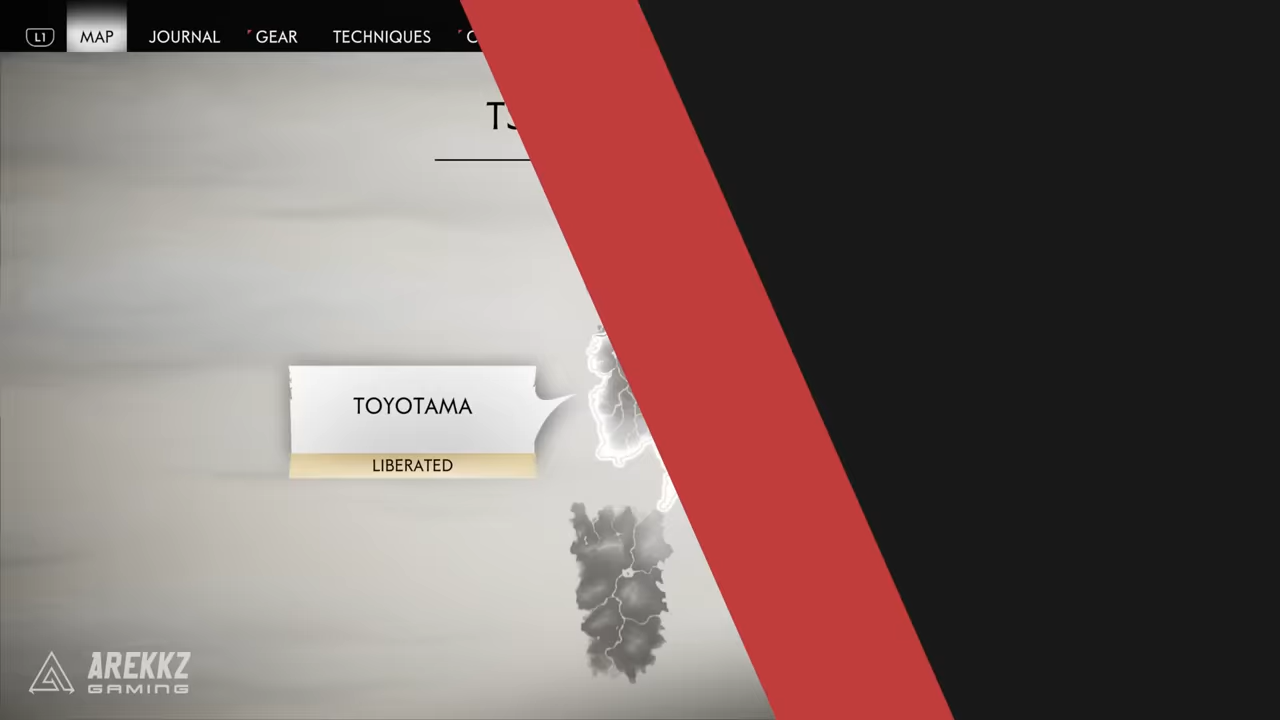 L1 MAP JOURNAL GEAR TECHNIQUES
TOYOTAMA
LIBERATED
AREKKZ
GAMING